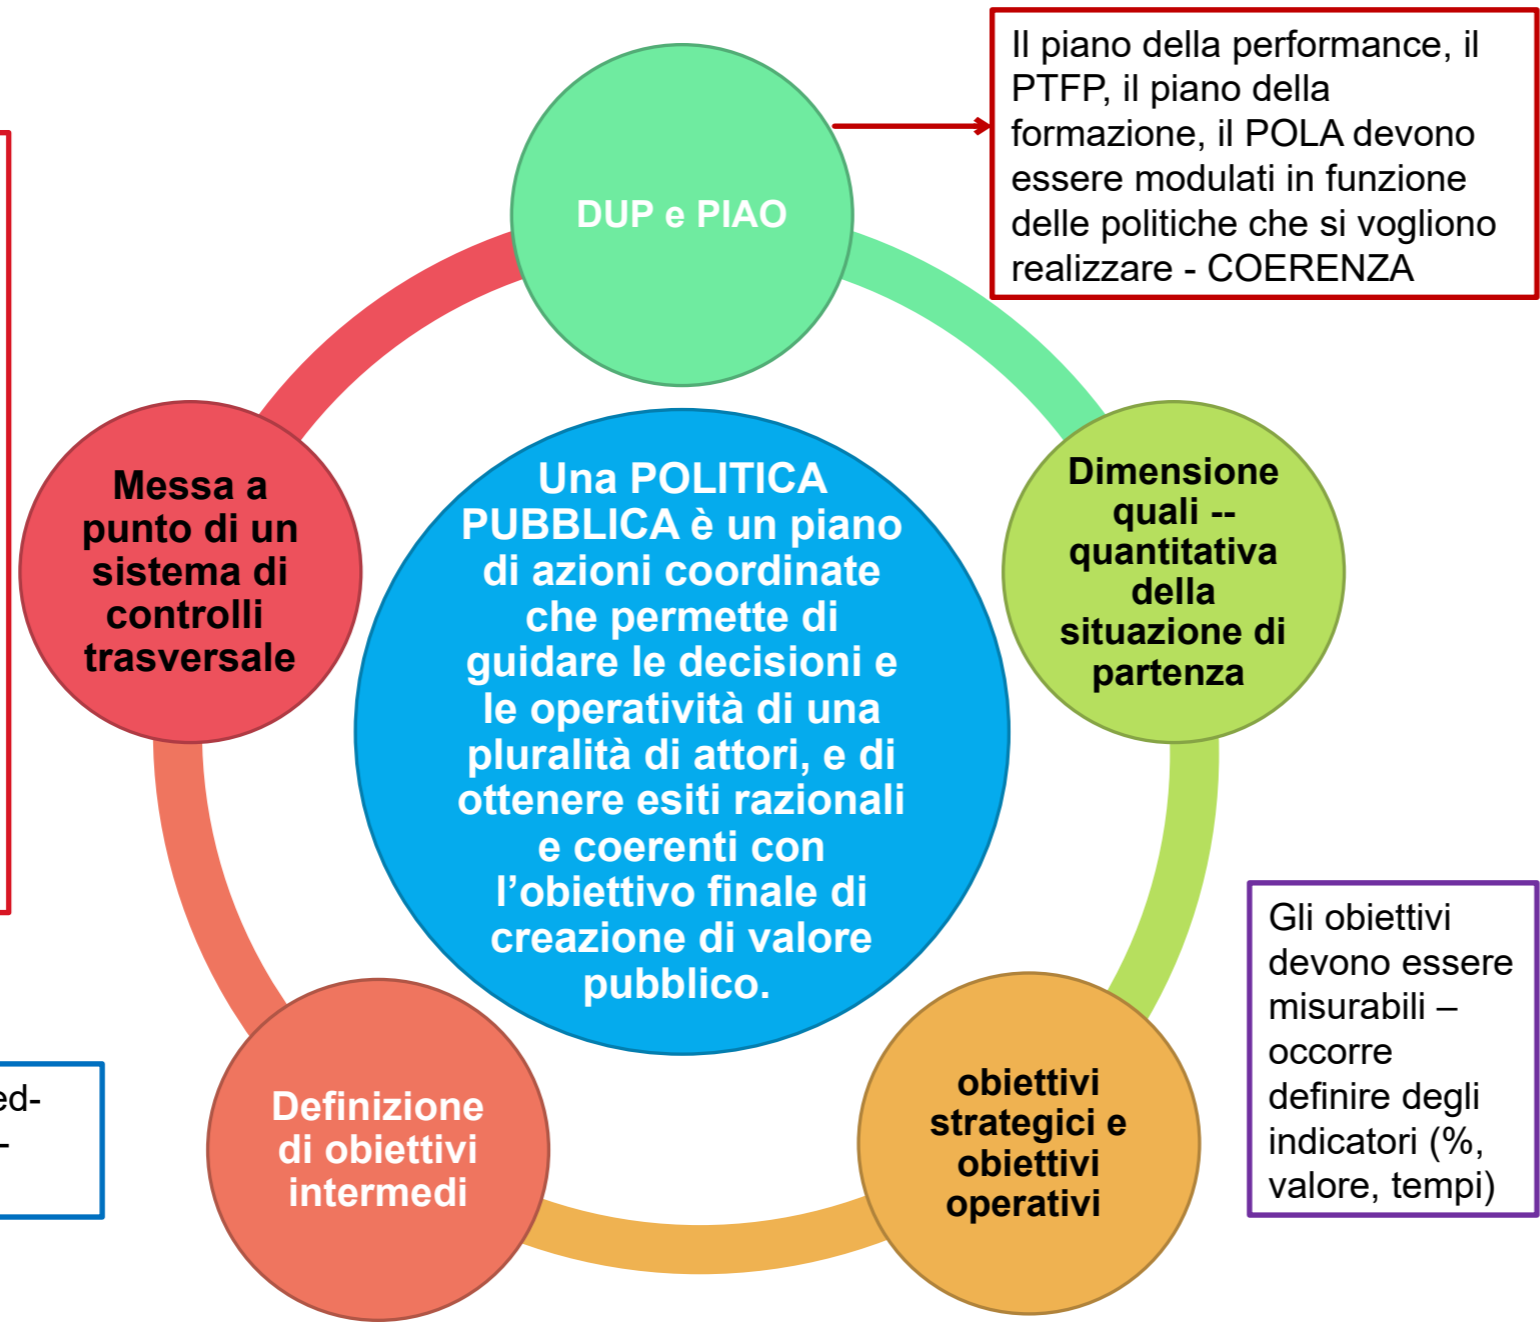 Il piano della performance, il
PTFP, il piano della
formazione, il POLA devono
essere modulati in funzione
delle politiche che si vogliono
realizzare - COERENZA
DUP e PIAO
Messa a
punto di un
sistema di
controlli
trasversale
Una POLITICA
PUBBLICA è un piano
di azioni coordinate
che permette di
guidare le decisioni e
le operatività di una
pluralità di attori, e di
ottenere esiti razionali
e coerenti con
l’obiettivo finale di
creazione di valore
pubblico.
Dimensione
quali --
quantitativa
della
situazione di
partenza
Gli obiettivi
devono essere
misurabili –
occorre
definire degli
indicatori (%,
valore, tempi)
ed-
-
Definizione
di obiettivi
intermedi
obiettivi
strategici e
obiettivi
operativi